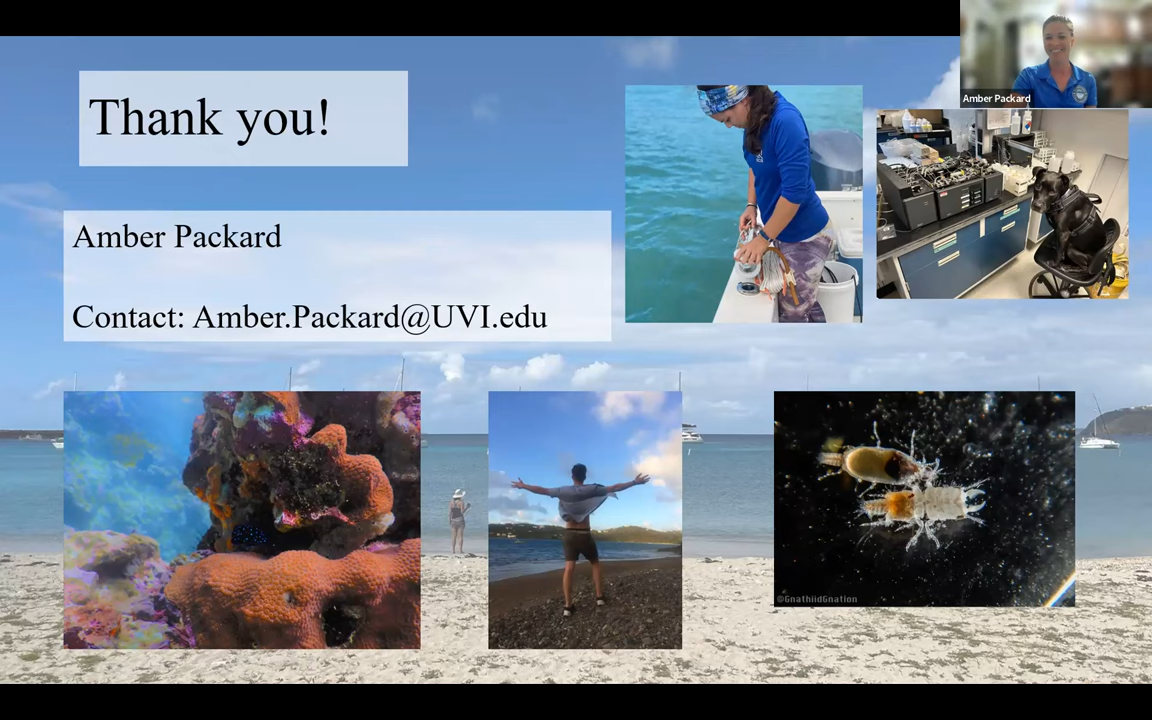 Thank you!
Amber Packard
Contact: Amber.Packard@UVI.edu
Amber Packard
@GnathiidGnation